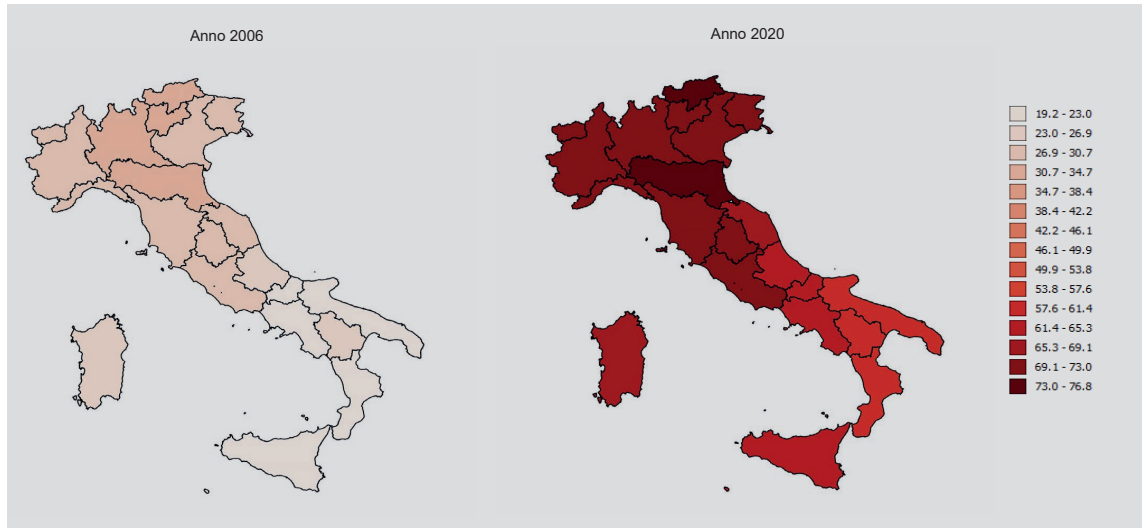 Anno 2006
Anno 2020
19.2 - 23.0
23.0 - 26.9
26.9 - 30.7
30.7 - 34.7
34.7 - 38.4
38.4 - 42.2
42.2 - 46.1
46.1 - 49.9
49.9 - 53.8
53.8 - 57.6
57.6 - 61.4
61.4 - 65.3
65.3 - 69.1
69.1 - 73.0
73.0 - 76.8